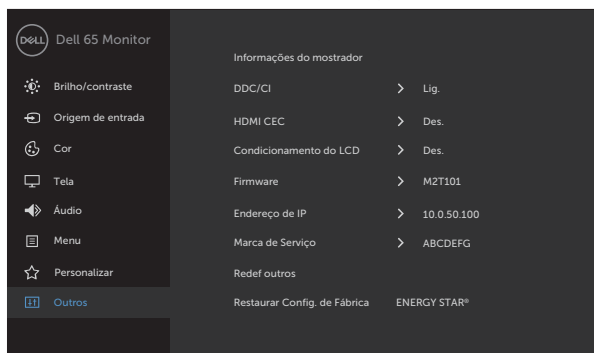 DELL Dell 65 Monitor
Brilho/contraste
Origem de entrada
Cor
Tela
Áudio
Menu
Personalizar
Outros
Informações do mostrador
DDC/CI Lig.
HDMI CEC Des.
Condicionamento do LCD Des.
Firmware M2T101
Endereço de IP 10.0.50.100
Marca de Serviço ABCDEFG
Redef outros
Restaurar Config. de Fábrica ENERGY STAR®